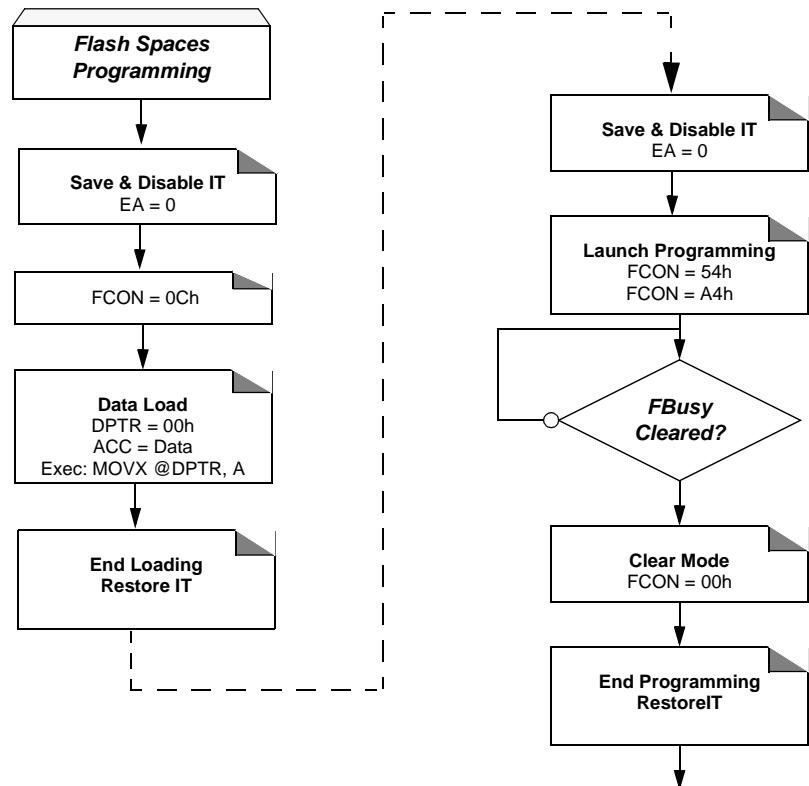 Flash Spaces
Programming
Save & Disable IT
EA = 0
FCON = 0Ch
Data Load
DPTR = 00h
ACC = Data
Exec: MOVX @DPTR, A
End Loading
Restore IT
Save & Disable IT
EA = 0
Launch Programming
FCON = 54h
FCON = A4h
FBusy
Cleared?
Clear Mode
FCON = 00h
End Programming
RestoreIT